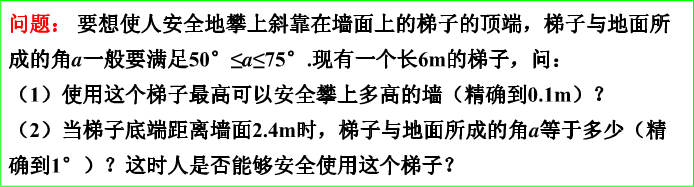 问题： 要想使人安全地攀上斜靠在墙面上的梯子的顶端，梯子与地面所
成的角a一般要满足50°≤a≤75°.现有一个长6m的梯子，问：
（1）使用这个梯子最高可以安全攀上多高的墙（精确到0.1m）？
（2）当梯子底端距离墙面2.4m时，梯子与地面所成的角a等于多少（精
确到1°）？这时人是否能够安全使用这个梯子？